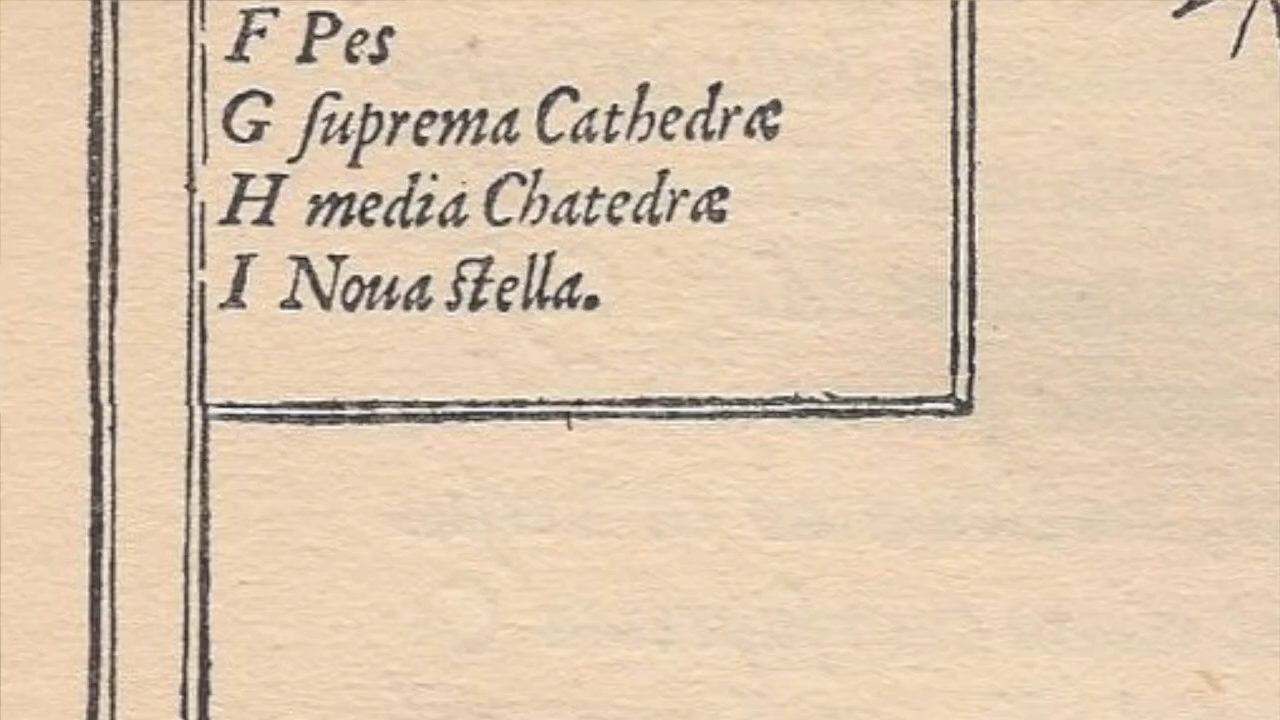 F Pes
G ſuprema Cathedræ
H media Chatedræ
I Noua ſtella.